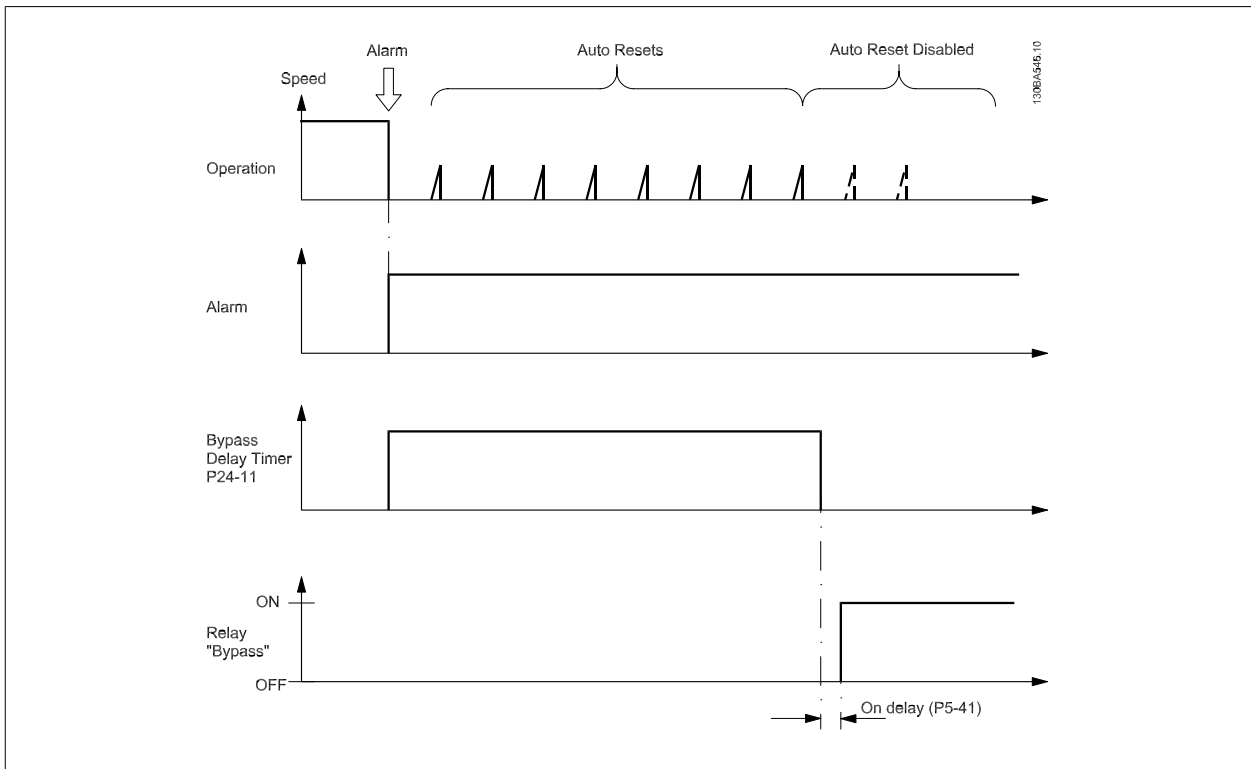 Alarm
Auto Resets
Auto Reset Disabled
130BA545.10
Speed
Operation
Alarm
Bypass
Delay Timer
P24-11
ON
Relay
"Bypass"
OFF
On delay (P5-41)